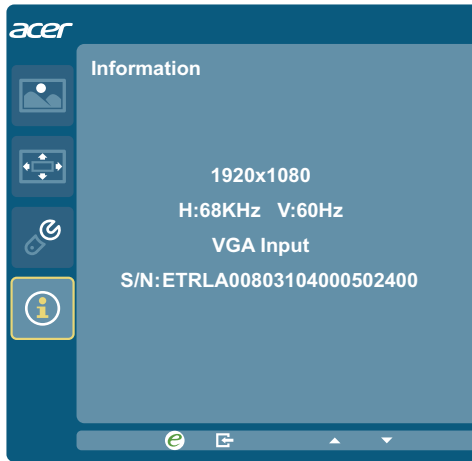 acer
Information
1920x1080
H:68KHz V:60Hz
VGA Input
S/N:ETRLA00803104000502400
e